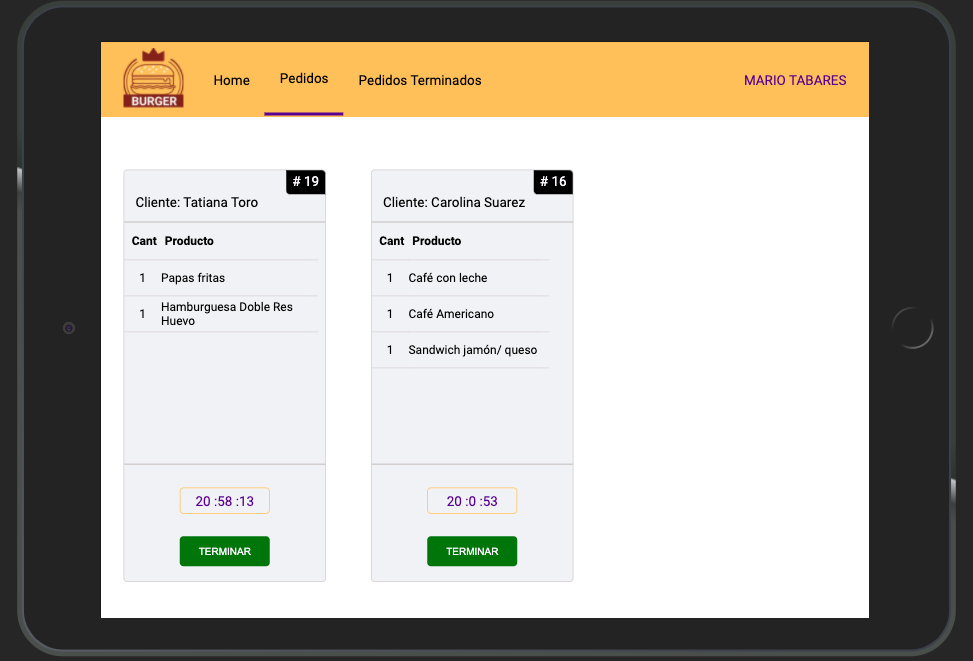 BURGER
Home
Pedidos
Pedidos Terminados
MARIO TABARES
# 19
Cliente: Tatiana Toro
Cant Producto
1 Papas fritas
1 Hamburguesa Doble Res
Huevo
20 :58 :13
TERMINAR
# 16
Cliente: Carolina Suarez
Cant Producto
1 Café con leche
1 Café Americano
1 Sandwich jamón/ queso
20 :0 :53
TERMINAR